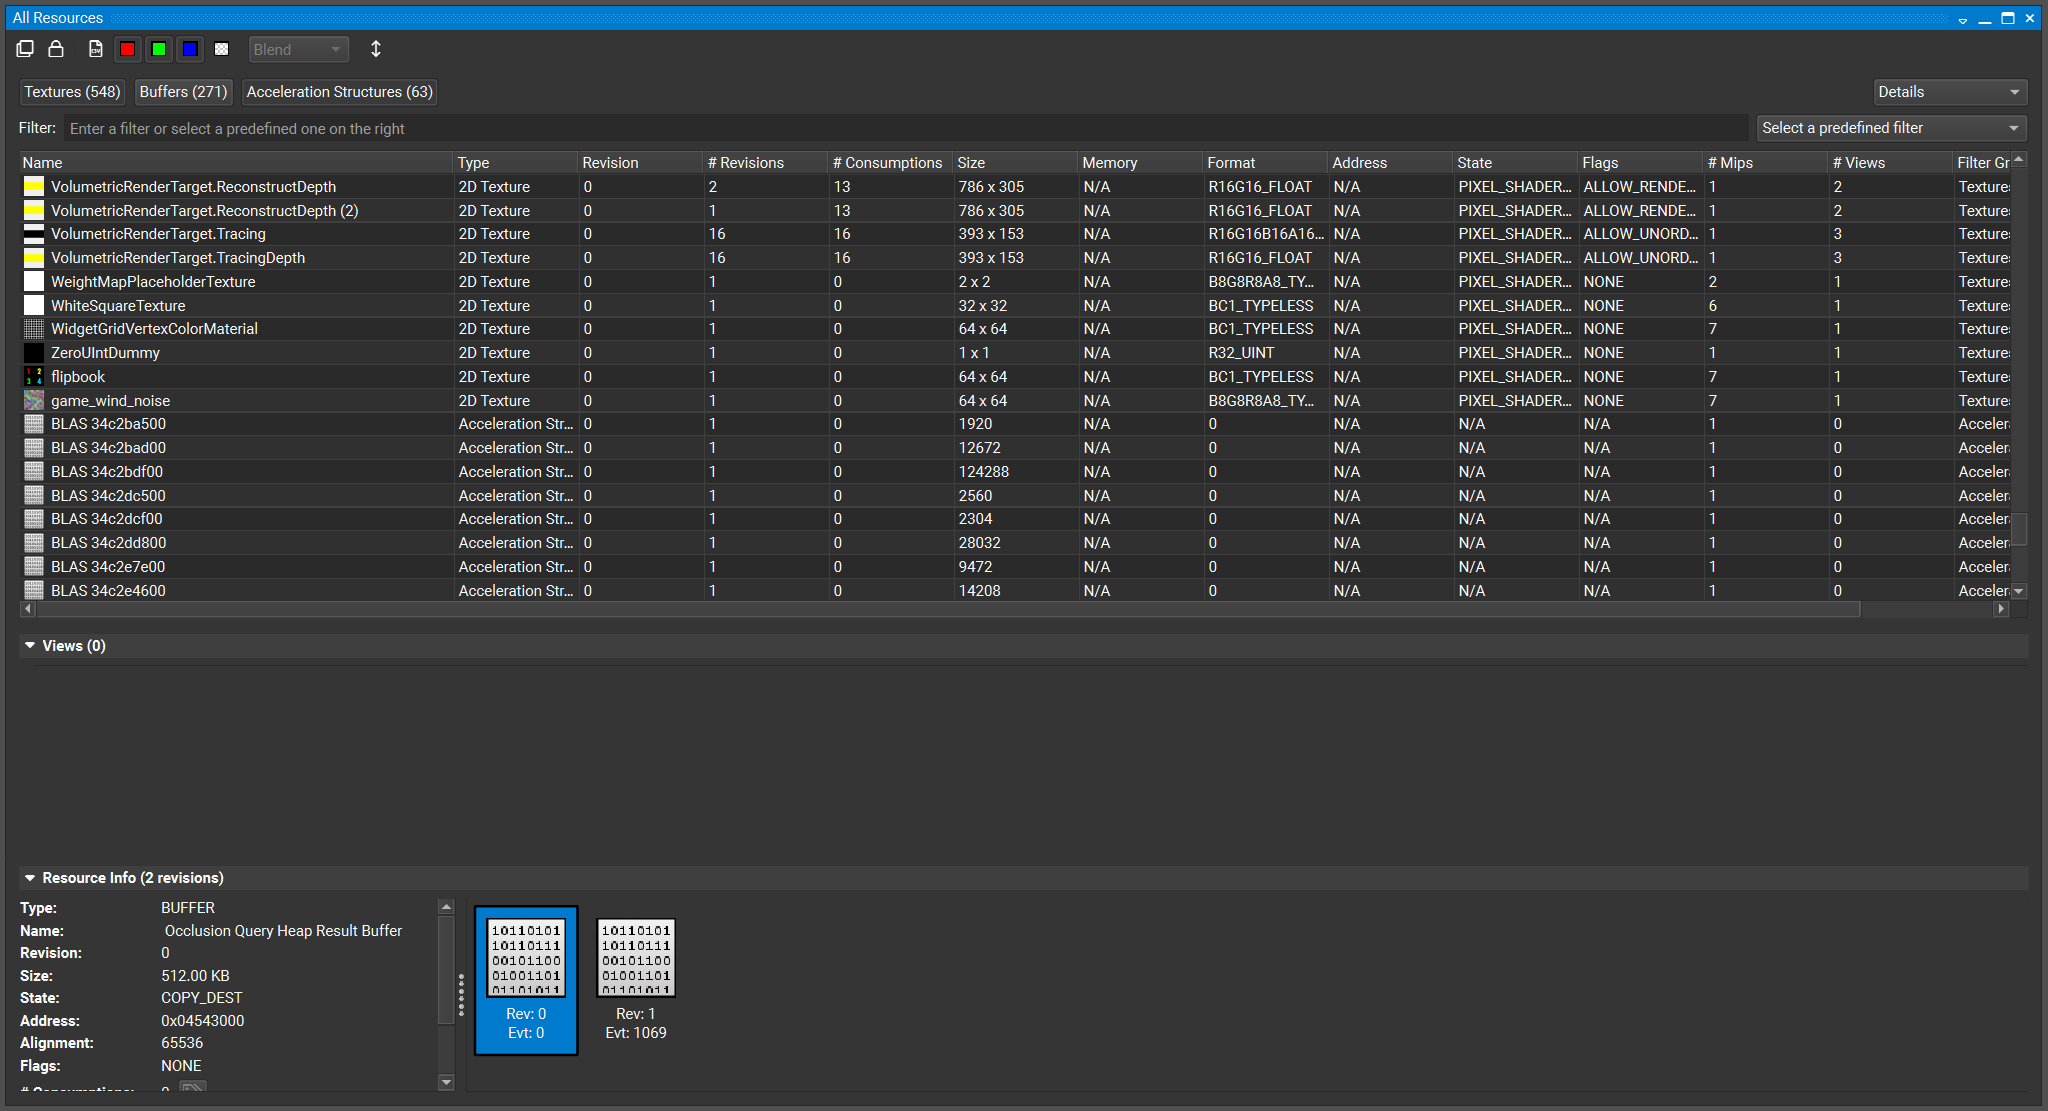 All Resources
Blend
Textures (548) Buffers (271) Acceleration Structures (63) Details
Filter: Enter a filter or select a predefined one on the right Select a predefined filter
Name Type Revision # Revisions # Consumptions Size Memory Format Address State Flags # Mips # Views Filter Gr
VolumetricRenderTarget.ReconstructDepth 2D Texture 0 2 13 786 x 305 N/A R16G16_FLOAT N/A PIXEL_SHADER... ALLOW_RENDE... 1 2 Textures
VolumetricRenderTarget.ReconstructDepth (2) 2D Texture 0 1 13 786 x 305 N/A R16G16_FLOAT N/A PIXEL_SHADER... ALLOW_RENDE... 1 2 Textures
VolumetricRenderTarget.Tracing 2D Texture 0 16 16 393 x 153 N/A R16G16B16A16... N/A PIXEL_SHADER... ALLOW_UNORD... 1 3 Textures
VolumetricRenderTarget.TracingDepth 2D Texture 0 16 16 393 x 153 N/A R16G16_FLOAT N/A PIXEL_SHADER... ALLOW_UNORD... 1 3 Textures
WeightMapPlaceholderTexture 2D Texture 0 1 0 2 x 2 N/A B8G8R8A8_TY... N/A PIXEL_SHADER... NONE 2 1 Textures
WhiteSquareTexture 2D Texture 0 1 0 32 x 32 N/A BC1_TYPELESS N/A PIXEL_SHADER... NONE 6 1 Textures
WidgetGridVertexColorMaterial 2D Texture 0 1 0 64 x 64 N/A BC1_TYPELESS N/A PIXEL_SHADER... NONE 7 1 Textures
ZeroUIntDummy 2D Texture 0 1 0 1 x 1 N/A R32_UINT N/A PIXEL_SHADER... NONE 1 1 Textures
flipbook 2D Texture 0 1 0 64 x 64 N/A BC1_TYPELESS N/A PIXEL_SHADER... NONE 7 1 Textures
game_wind_noise 2D Texture 0 1 0 64 x 64 N/A B8G8R8A8_TY... N/A PIXEL_SHADER... NONE 7 1 Textures
BLAS 34c2ba500 Acceleration Str... 0 1 0 1920 N/A 0 N/A N/A N/A 1 0 Acceler
BLAS 34c2bad00 Acceleration Str... 0 1 0 12672 N/A 0 N/A N/A N/A 1 0 Acceler
BLAS 34c2bdf00 Acceleration Str... 0 1 0 124288 N/A 0 N/A N/A N/A 1 0 Acceler
BLAS 34c2dc500 Acceleration Str... 0 1 0 2560 N/A 0 N/A N/A N/A 1 0 Acceler
BLAS 34c2dcf00 Acceleration Str... 0 1 0 2304 N/A 0 N/A N/A N/A 1 0 Acceler
BLAS 34c2dd800 Acceleration Str... 0 1 0 28032 N/A 0 N/A N/A N/A 1 0 Acceler
BLAS 34c2e7e00 Acceleration Str... 0 1 0 9472 N/A 0 N/A N/A N/A 1 0 Acceler
BLAS 34c2e4600 Acceleration Str... 0 1 0 14208 N/A 0 N/A N/A N/A 1 0 Acceler
Views (0)
Resource Info (2 revisions)
Type: BUFFER
Name: Occlusion Query Heap Result Buffer
Revision: 0
Size: 512.00 KB
State: COPY_DEST
Address: 0x04543000
Alignment: 65536
Flags: NONE
# Consumptions: 0
10110101 10110101
10110111 10110111
00101100 00101100
01001101 01001101
01101011 01101011
Rev: 0 Rev: 1
Evt: 0 Evt: 1069